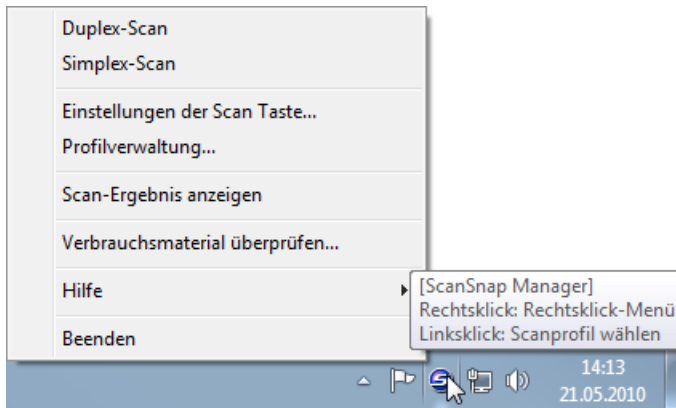 Duplex-Scan
Simplex-Scan
Einstellungen der Scan Taste...
Profilverwaltung...
Scan-Ergebnis anzeigen
Verbrauchsmaterial überprüfen...
Hilfe
Beenden
[ScanSnap Manager]
Rechtsklick: Rechtsklick-Menü
Linksklick: Scanprofil wählen
14:13
21.05.2010